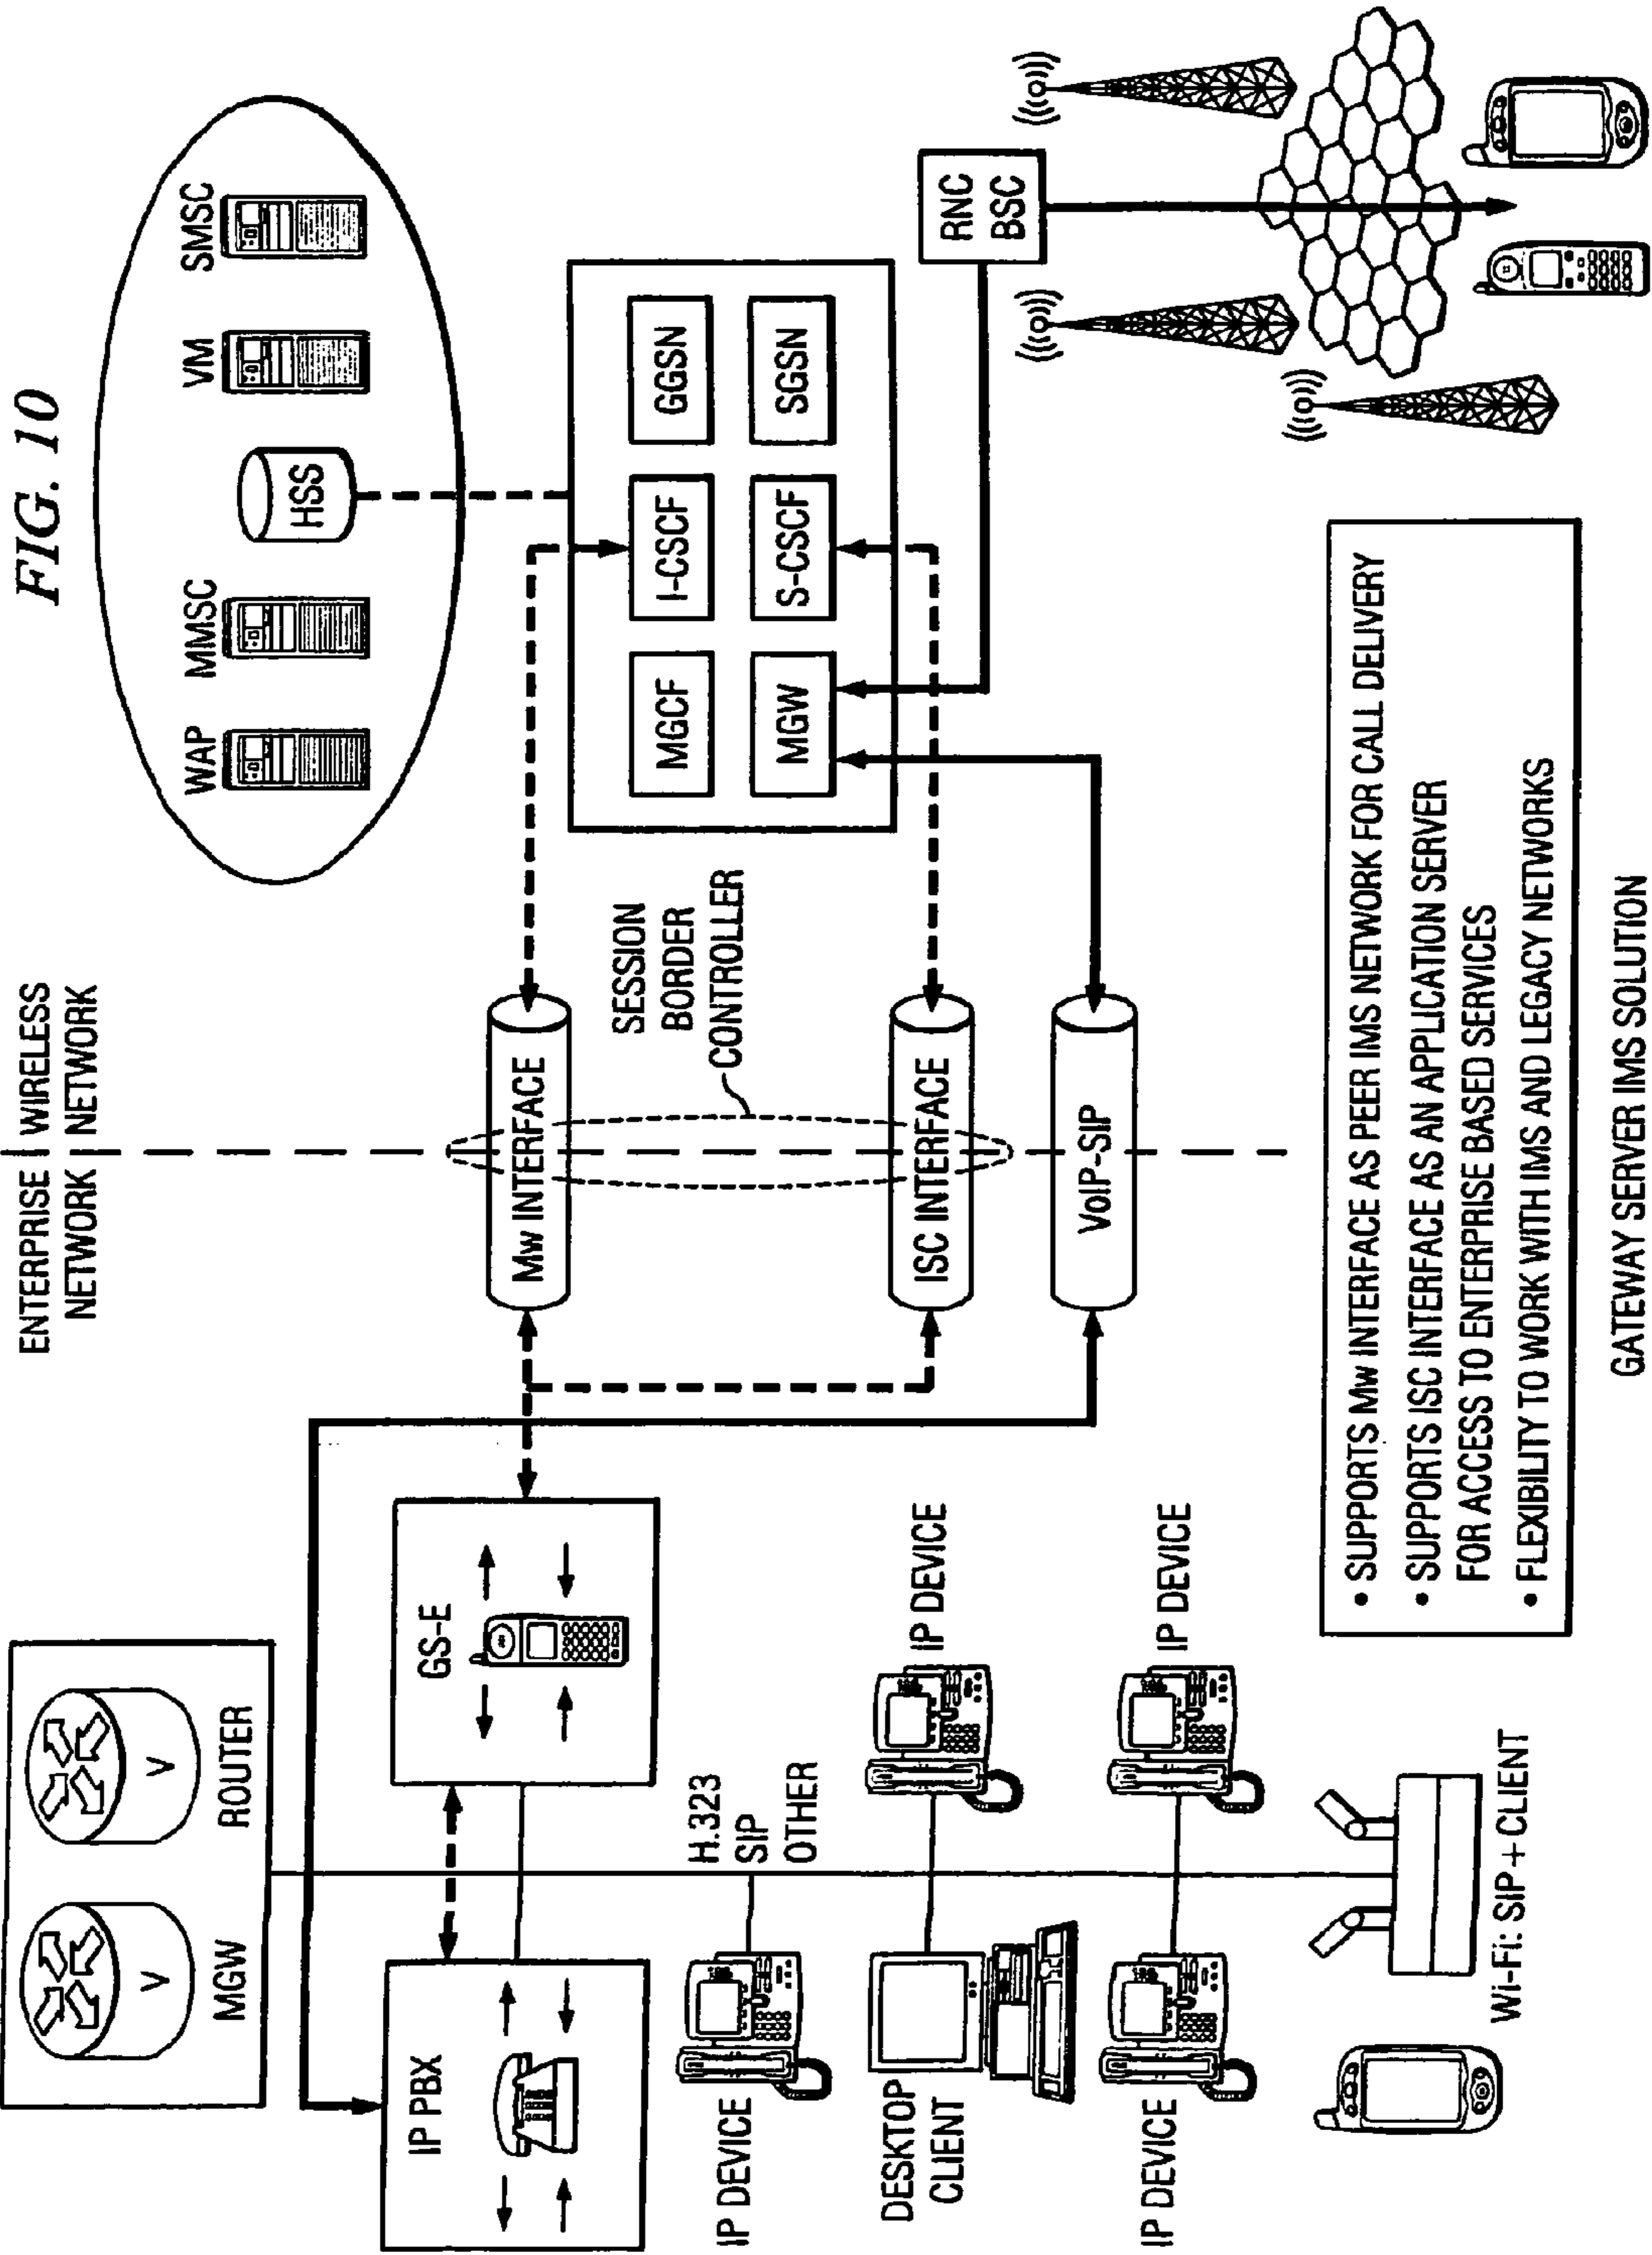 FIG. 10
ENTERPRISE
NETWORK
WIRELESS
NETWORK
MGW
V
ROUTER
V
WAP
MMSC
HSS
VM
SMSC
IP PBX
GS-E
Mw INTERFACE
SESSION
BORDER
CONTROLLER
MGCF
I-CSCF
GGSN
MGW
S-CSCF
SGSN
IP DEVICE
H.323
SIP
OTHER
DESKTOP
CLIENT
IP DEVICE
ISC INTERFACE
RNC
BSC
IP DEVICE
IP DEVICE
VoIP-SIP
Wi-Fi: SIP+CLIENT
• SUPPORTS Mw INTERFACE AS PEER IMS NETWORK FOR CALL DELIVERY
• SUPPORTS ISC INTERFACE AS AN APPLICATION SERVER
FOR ACCESS TO ENTERPRISE BASED SERVICES
• FLEXIBILITY TO WORK WITH IMS AND LEGACY NETWORKS
GATEWAY SERVER IMS SOLUTION